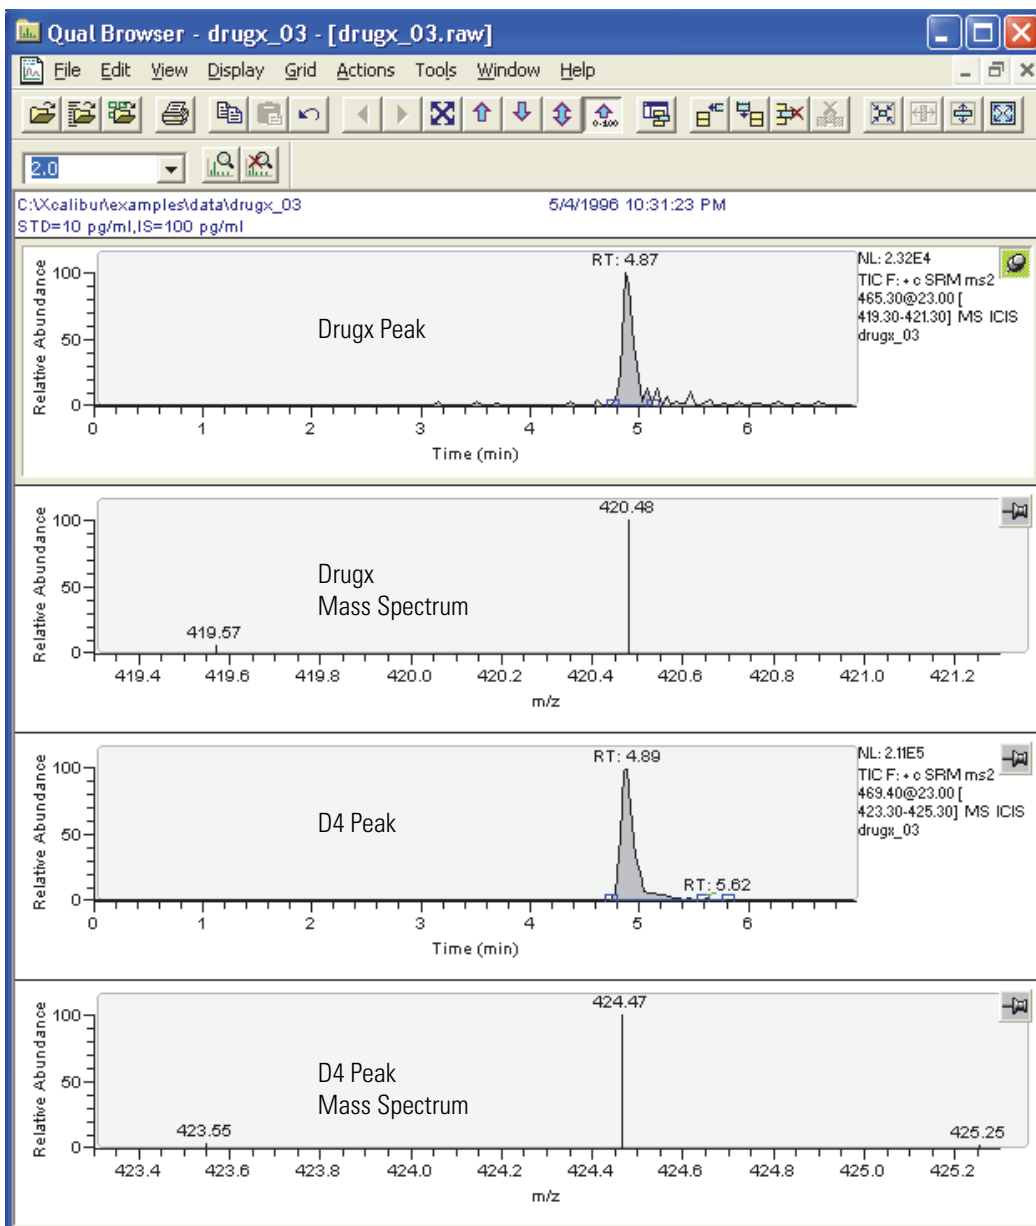 Qual Browser - drugx_03 - [drugx_03.raw]
File Edit View Display Grid Actions Tools Window Help
0..100
2.0
C:\Xcalibur\examples\data\drugx_03 5/4/1996 10:31:23 PM
STD=10 pg/ml,IS=100 pg/ml
RT: 4.87
NL: 2.32E4
TIC F: + c SRM ms2
465.30@23.00 [
419.30-421.30] MS ICIS
drugx_03
Relative Abundance
100
50
0
Drugx Peak
0 1 2 3 4 5 6
Time (min)
420.48
Relative Abundance
100
50
0
Drugx
Mass Spectrum
419.57
419.4 419.6 419.8 420.0 420.2 420.4 420.6 420.8 421.0 421.2
m/z
RT: 4.89
NL: 2.11E5
TIC F: + c SRM ms2
469.40@23.00 [
423.30-425.30] MS ICIS
drugx_03
Relative Abundance
100
50
0
D4 Peak
RT: 5.62
0 1 2 3 4 5 6
Time (min)
424.47
Relative Abundance
100
50
0
D4 Peak
Mass Spectrum
423.55
425.25
423.4 423.6 423.8 424.0 424.2 424.4 424.6 424.8 425.0 425.2
m/z